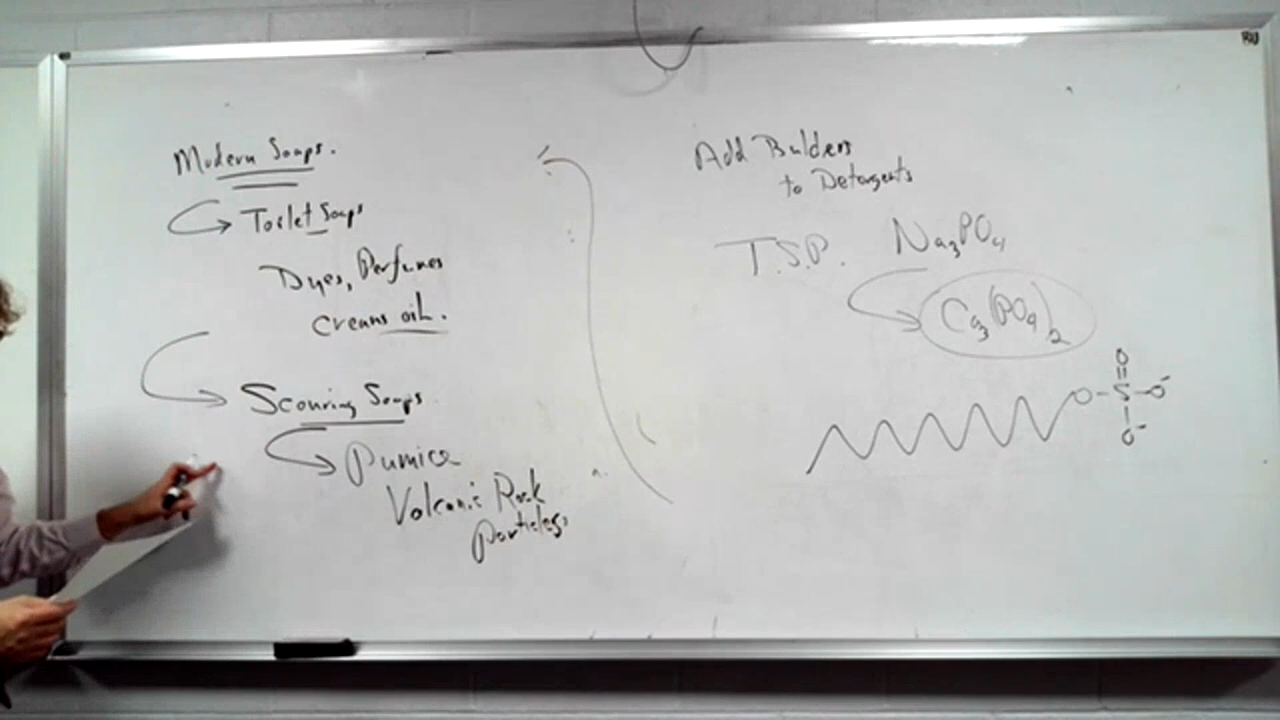 Modern Soaps.
Toilet Soaps
Dyes, Perfumes
Creams oil.
Scouring Soaps
Pumice
Volcanic Rock
particles
Add Bulders
to Detergents
T.S.P. Na₃PO₄
Ca₃(PO₄)₂
O
O-S-O⁻
O⁻